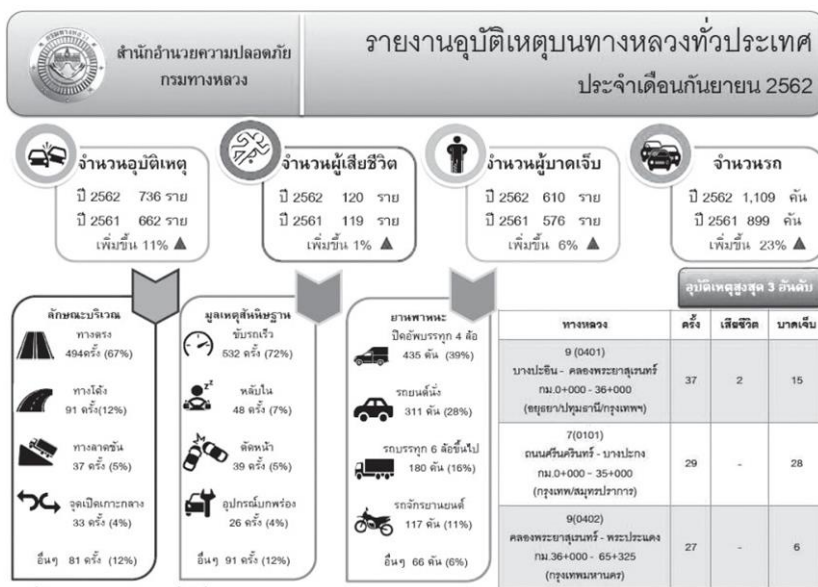 สำนักอำนวยความปลอดภัย
กรมทางหลวง
รายงานอุบัติเหตุบนทางหลวงทั่วประเทศ
ประจำเดือนกันยายน 2562
จำนวนอุบัติเหตุ
ปี 2562 736 ราย
ปี 2561 662 ราย
เพิ่มขึ้น 11% ▲
จำนวนผู้เสียชีวิต
ปี 2562 120 ราย
ปี 2561 119 ราย
เพิ่มขึ้น 1% ▲
จำนวนผู้บาดเจ็บ
ปี 2562 610 ราย
ปี 2561 576 ราย
เพิ่มขึ้น 6% ▲
จำนวนรถ
ปี 2562 1,109 คัน
ปี 2561 899 คัน
เพิ่มขึ้น 23% ▲
ลักษณะบริเวณ
ทางตรง
494ครั้ง (67%)
ทางโค้ง
91 ครั้ง(12%)
ทางลาดชัน
37 ครั้ง (5%)
จุดเปิดเกาะกลาง
33 ครั้ง (4%)
อื่นๆ 81 ครั้ง (12%)
มูลเหตุสันนิษฐาน
ขับรถเร็ว
532 ครั้ง (72%)
หลับใน
48 ครั้ง (7%)
ตัดหน้า
39 ครั้ง (5%)
อุปกรณ์บกพร่อง
26 ครั้ง (4%)
อื่นๆ 91 ครั้ง (12%)
ยานพาหนะ
ปิคอัพบรรทุก 4 ล้อ
435 คัน (39%)
รถยนต์นั่ง
311 คัน (28%)
รถบรรทุก 6 ล้อขึ้นไป
180 คัน (16%)
รถจักรยานยนต์
117 คัน (11%)
อื่นๆ 66 คัน (6%)
อุบัติเหตุสูงสุด 3 อันดับ
ทางหลวง ครั้ง เสียชีวิต บาดเจ็บ
9 (0401)
บางปะอิน - คลองพระยาสุเรนทร์
กม.0+000 - 36+000
(อยุธยา/ปทุมธานี/กรุงเทพฯ)
37 2 15
7(0101)
ถนนศรีนครินทร์ - บางปะกง
กม.0+000 - 35+000
(กรุงเทพ/สมุทรปราการ)
29 - 28
9(0402)
คลองพระยาสุเรนทร์ - พระประแดง
กม.36+000 - 65+325
(กรุงเทพมหานคร)
27 - 6